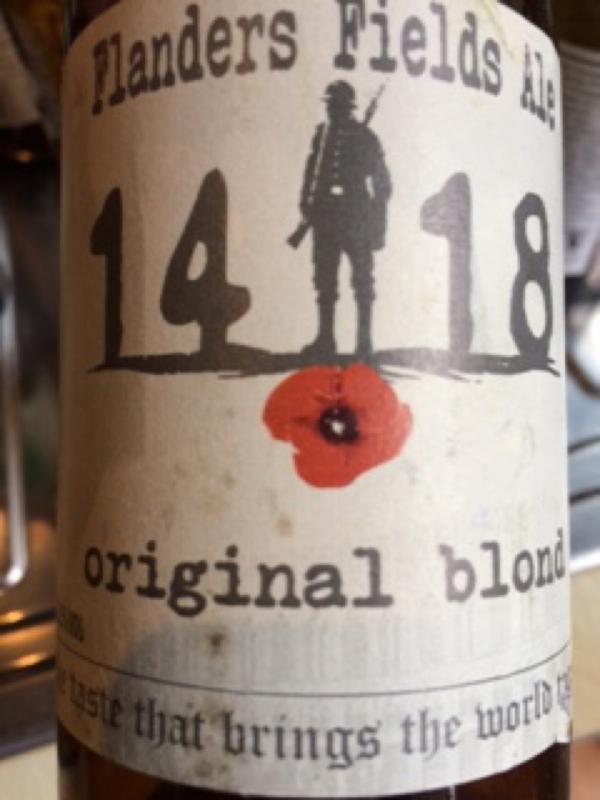 Flanders Fields Ale
14 18
original blond
taste that brings the world